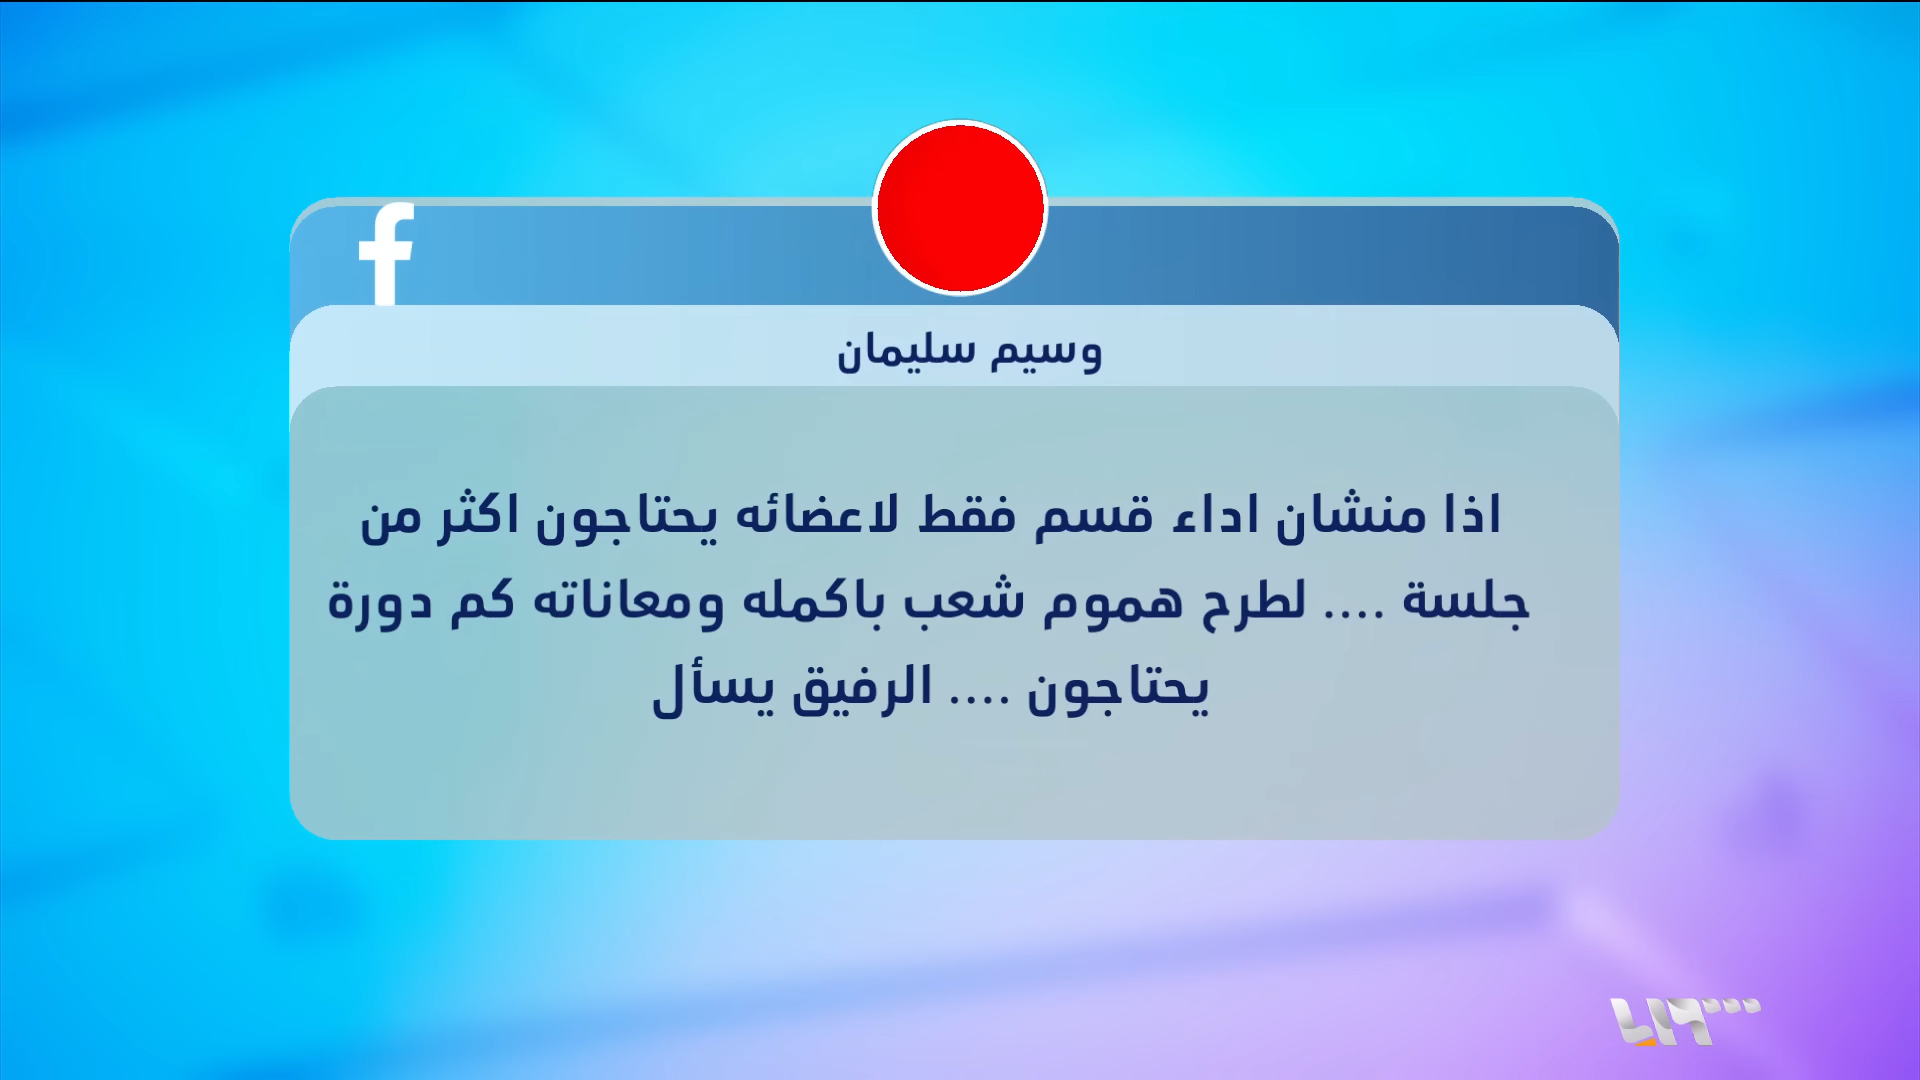 وسيم سليمان
اذا منشان اداء قسم فقط لاعضائه يحتاجون اكثر من
جلسة .... لطرح هموم شعب باكمله ومعاناته كم دورة
يحتاجون .... الرفيق يسأل